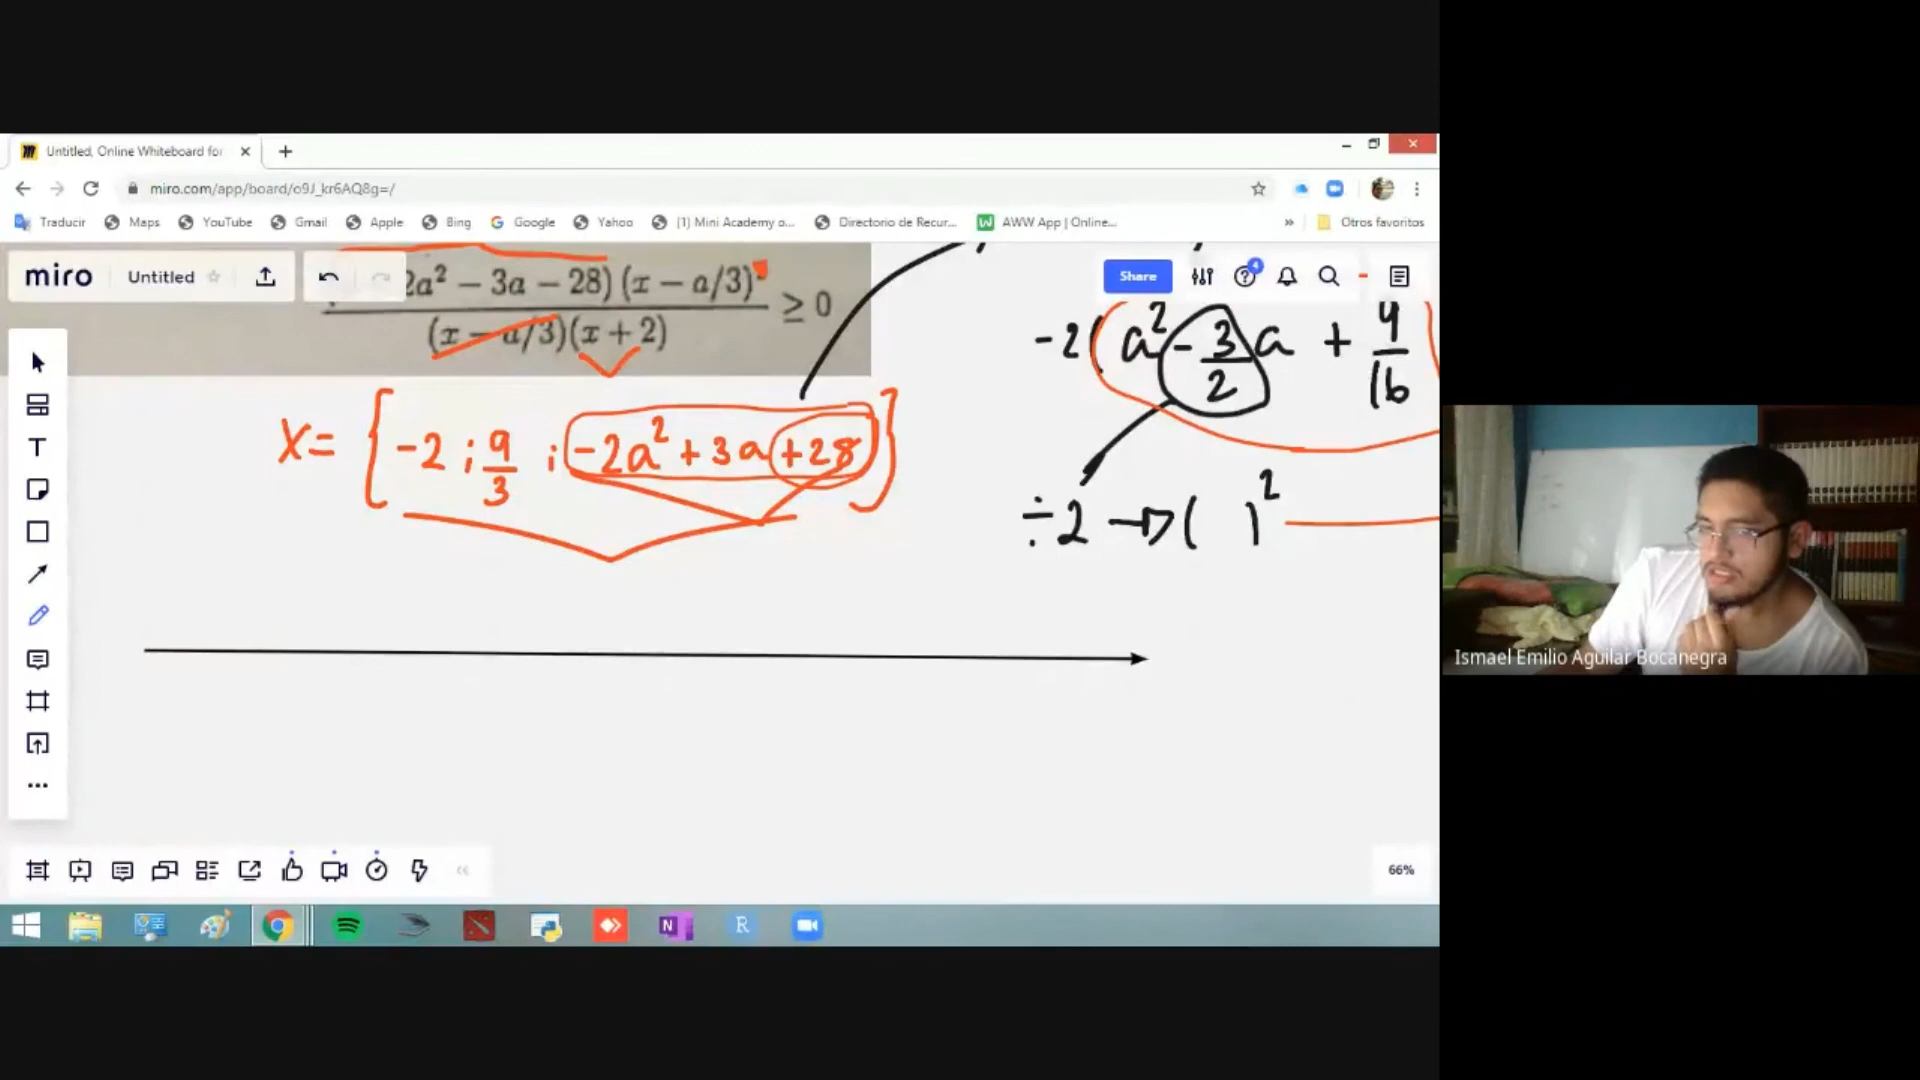 Untitled, Online Whiteboard for
miro.com/app/board/o9J_kr6AQ8g=/
Traducir Maps YouTube Gmail Apple Bing Google Yahoo (1) Mini Academy o... Directorio de Recur... AWW App | Online... » Otros favoritos
miro Untitled
Share
4
2a² − 3a − 28) (x − a/3)
(x − a/3)(x + 2)
≥ 0
x= { -2 ; 9/3 ; -2a² + 3a + 28 }
-2( a² - 3/2 a + 9/16
÷2 → ( )²
T
66%
Ismael Emilio Aguilar Bocanegra